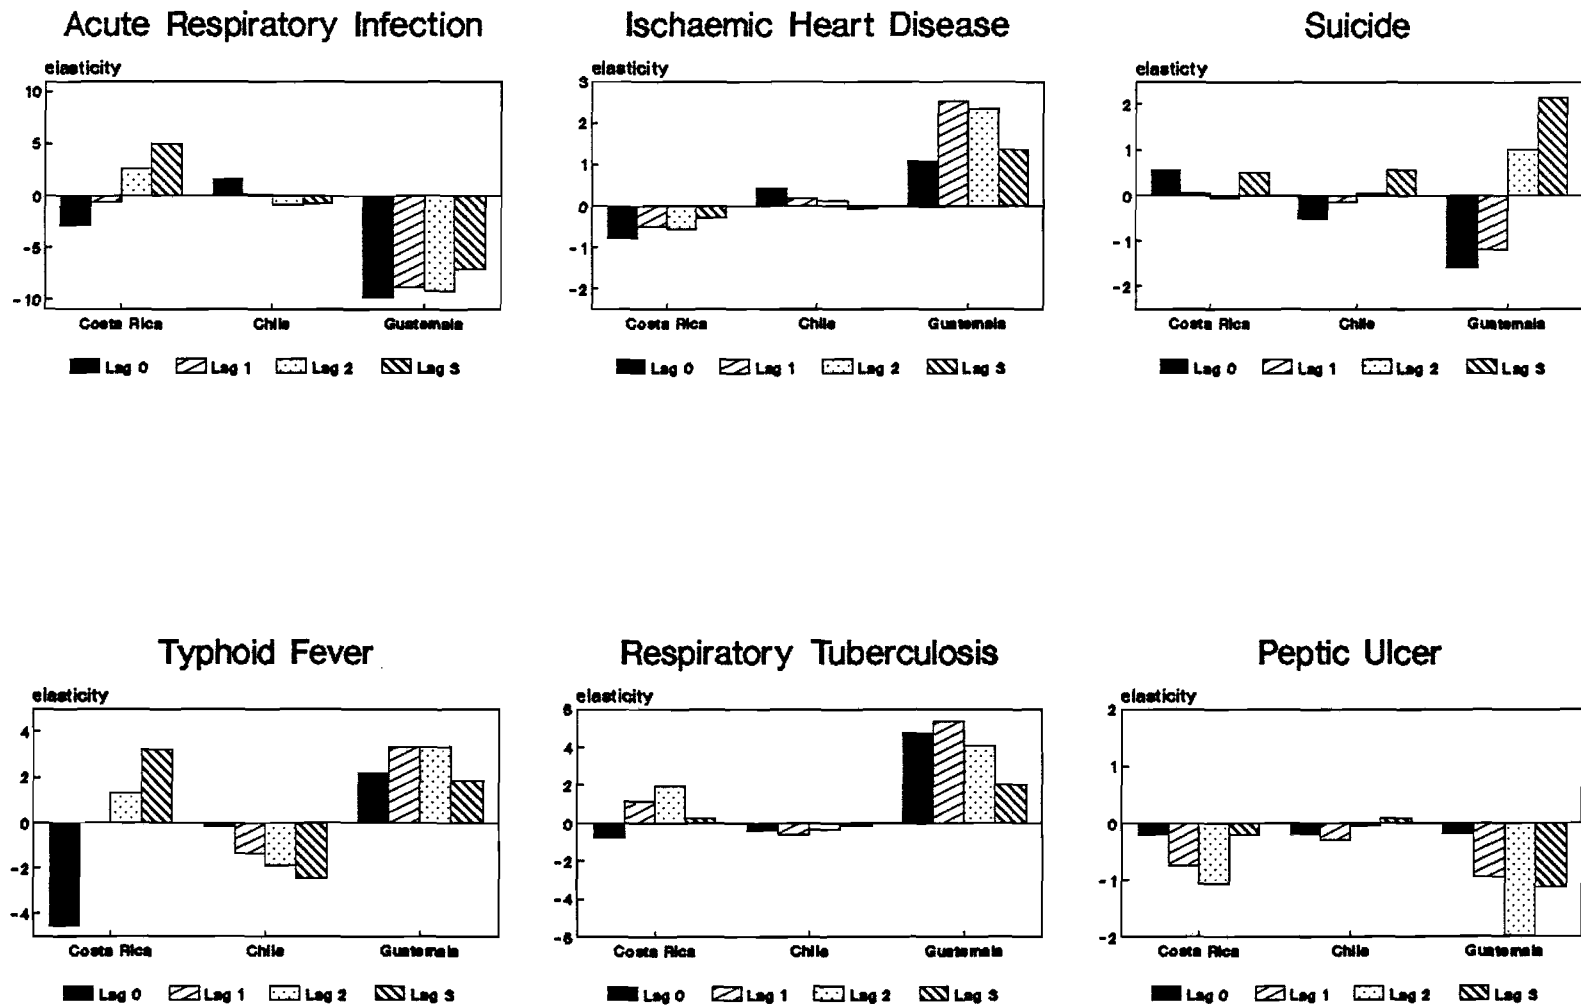 Acute Respiratory Infection
elasticity
10
5
0
-5
-10
Costa Rica Chile Guatemala
Lag 0 Lag 1 Lag 2 Lag 3
Ischaemic Heart Disease
elasticity
3
2
1
0
-1
-2
Costa Rica Chile Guatemala
Lag 0 Lag 1 Lag 2 Lag 3
Suicide
elasticty
2
1
0
-1
-2
Costa Rica Chile Guatemala
Lag 0 Lag 1 Lag 2 Lag 3
Typhoid Fever
elasticity
4
2
0
-2
-4
Costa Rica Chile Guatemala
Lag 0 Lag 1 Lag 2 Lag 3
Respiratory Tuberculosis
elasticity
6
4
2
0
-2
-4
-6
Costa Rica Chile Guatemala
Lag 0 Lag 1 Lag 2 Lag 3
Peptic Ulcer
elasticity
2
1
0
-1
-2
Costa Rica Chile Guatemala
Lag 0 Lag 1 Lag 2 Lag 3